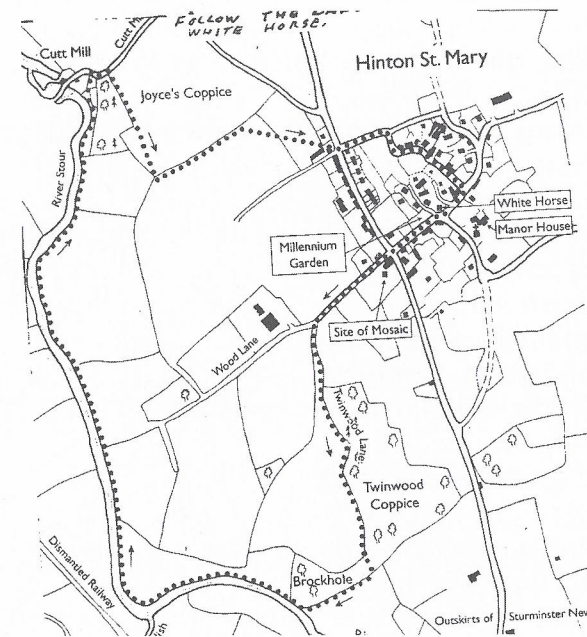 FOLLOW THE
WHITE HORSE.
Cutt Mill
Cutt M
Hinton St. Mary
Joyce's Coppice
River Stour
White Horse
Manor House
Millennium
Garden
Site of Mosaic
Wood Lane
Twinwood Lane
Twinwood
Coppice
Dismantled Railway
Brockhole
Outskirts of Sturminster New